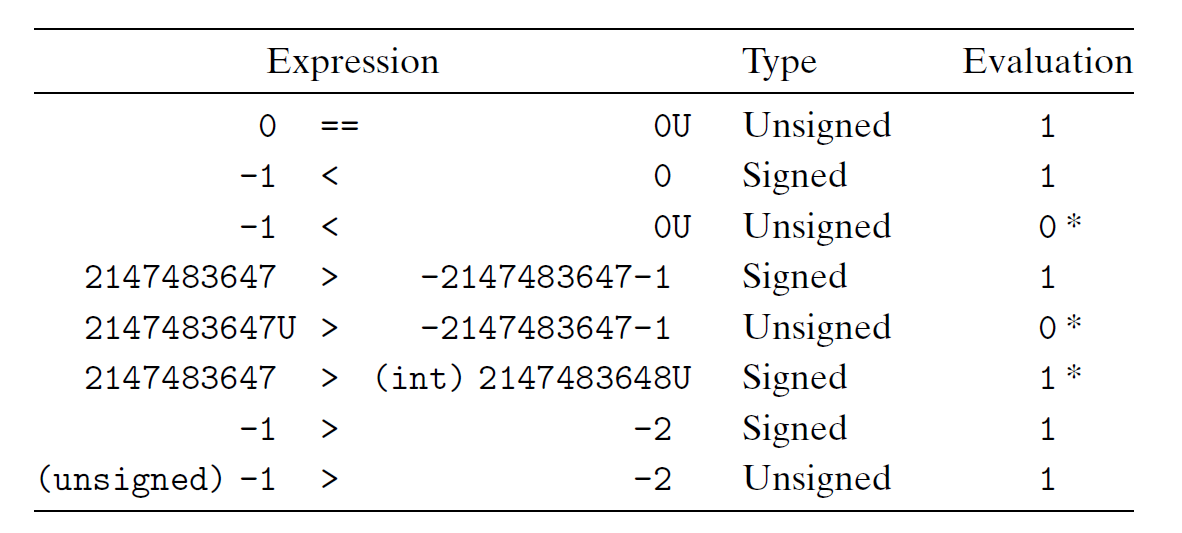 Expression Type Evaluation
0 == 0U Unsigned 1
-1 < 0 Signed 1
-1 < 0U Unsigned 0 *
2147483647 > -2147483647-1 Signed 1
2147483647U > -2147483647-1 Unsigned 0 *
2147483647 > (int) 2147483648U Signed 1 *
-1 > -2 Signed 1
(unsigned) -1 > -2 Unsigned 1